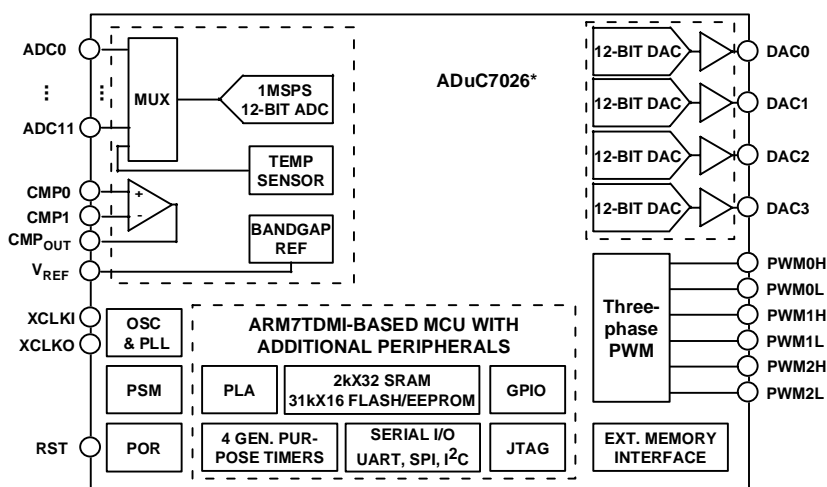 ADuC7026*
ADC0
...
...
ADC11
MUX
1MSPS
12-BIT ADC
TEMP
SENSOR
CMP0
+
CMP1
-
CMPOUT
BANDGAP
REF
VREF
12-BIT DAC
DAC0
12-BIT DAC
DAC1
12-BIT DAC
DAC2
12-BIT DAC
DAC3
XCLKI
XCLKO
OSC
& PLL
PSM
RST
POR
ARM7TDMI-BASED MCU WITH
ADDITIONAL PERIPHERALS
PLA
2kX32 SRAM
31kX16 FLASH/EEPROM
GPIO
4 GEN. PUR-
POSE TIMERS
SERIAL I/O
UART, SPI, I²C
JTAG
Three-
phase
PWM
PWM0H
PWM0L
PWM1H
PWM1L
PWM2H
PWM2L
EXT. MEMORY
INTERFACE